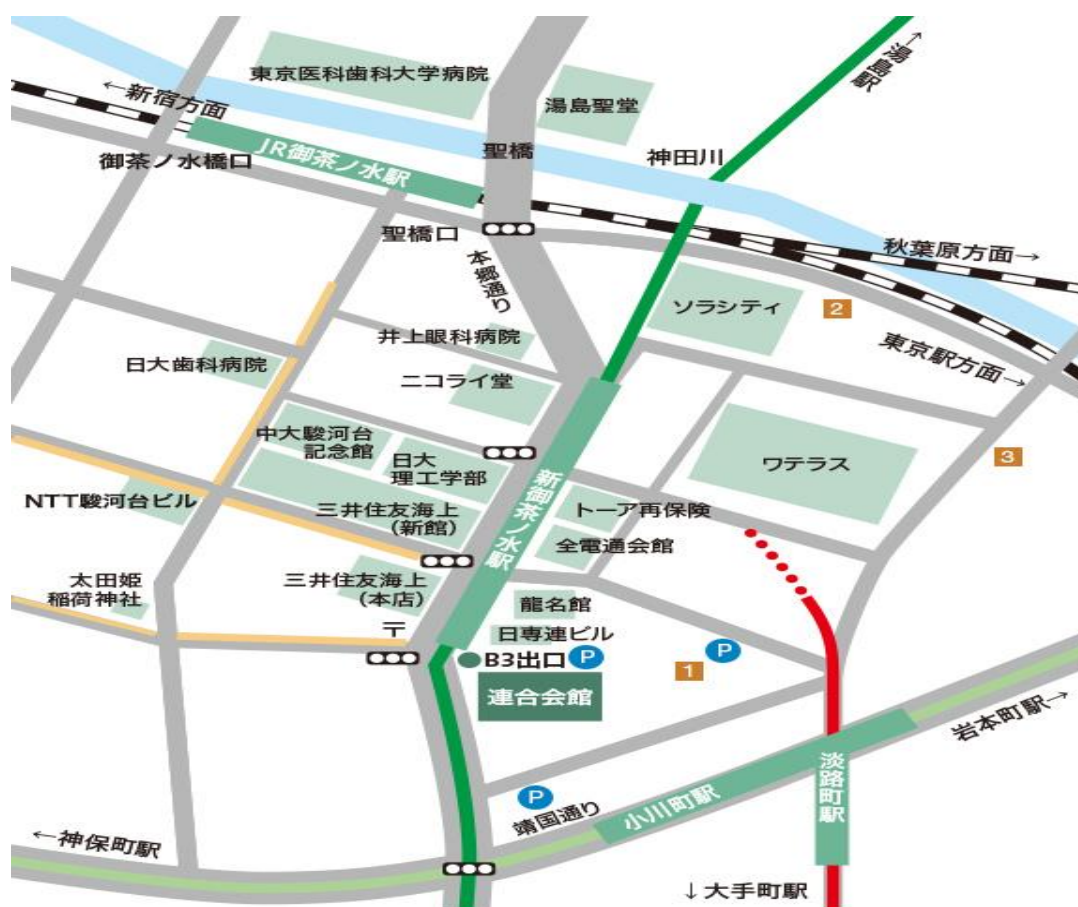 東京医科歯科大学病院
←湯島駅
←新宿方面
湯島聖堂
JR御茶ノ水駅
聖橋
神田川
御茶ノ水橋口
聖橋口
秋葉原方面→
本郷通り
ソラシティ
2
井上眼科病院
東京駅方面→
日大歯科病院
ニコライ堂
中大駿河台
記念館
日大
理工学部
ワテラス
3
NTT駿河台ビル
三井住友海上
(新館)
新御茶ノ水駅
トーア再保険
全電通会館
太田姫
稲荷神社
三井住友海上
(本店)
龍名館
〒
日専連ビル
B3出口
P
P
1
連合会館
岩本町駅→
淡路町駅
P
靖国通り
小川町駅
←神保町駅
↓大手町駅